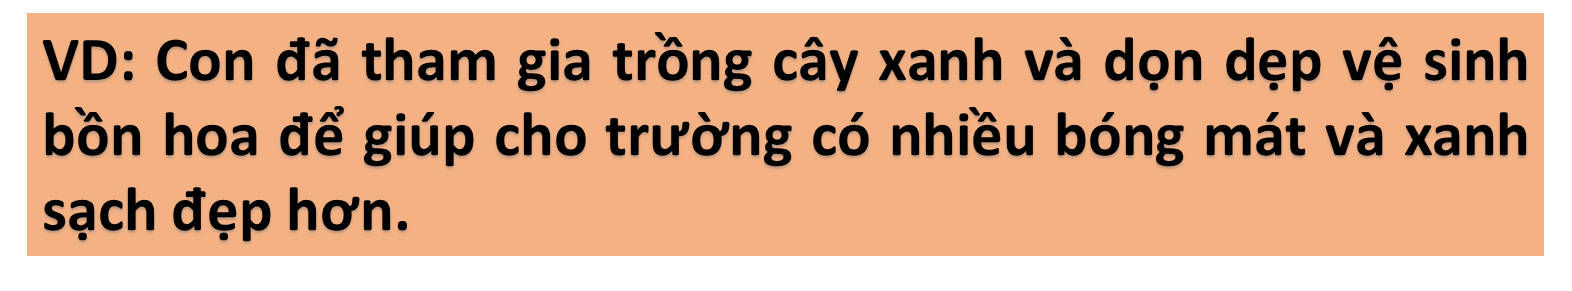 VD: Con đã tham gia trồng cây xanh và dọn dẹp vệ sinh
bồn hoa để giúp cho trường có nhiều bóng mát và xanh
sạch đẹp hơn.